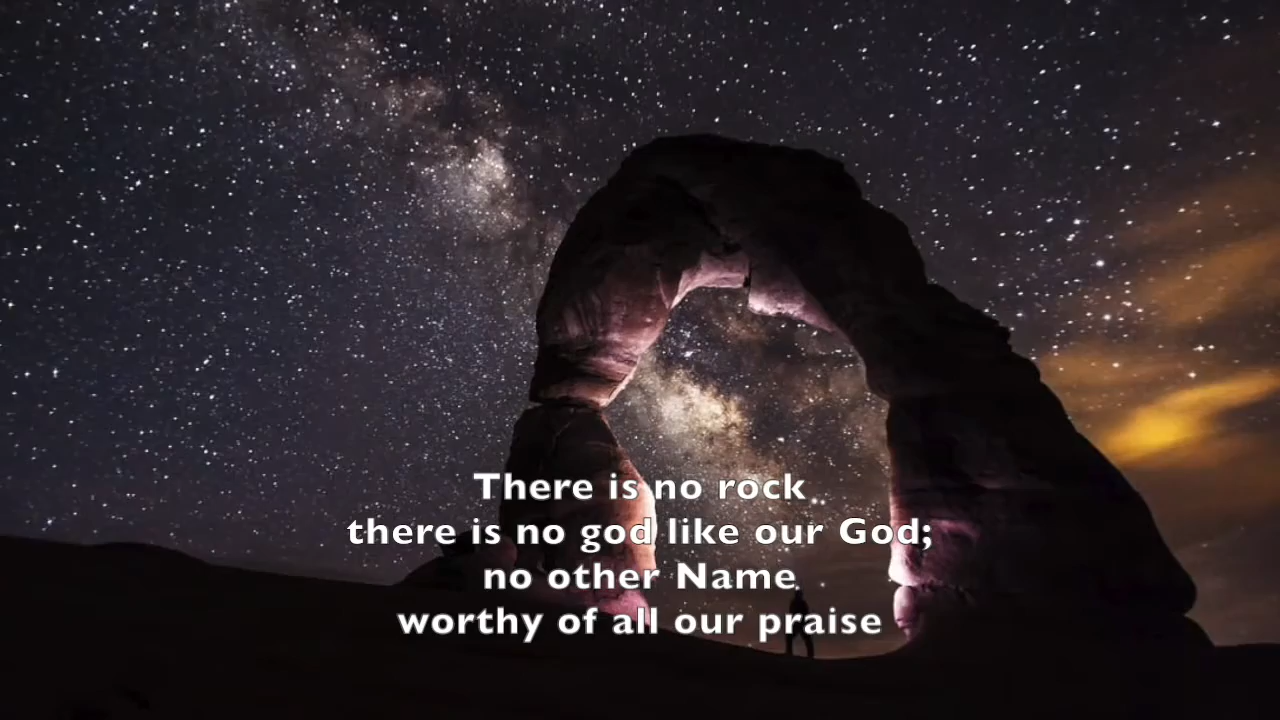 There is no rock
there is no god like our God;
no other Name
worthy of all our praise